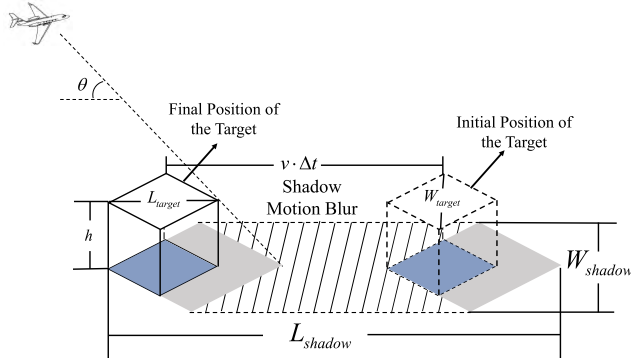 θ
Final Position of
the Target
Initial Position of
the Target
v · Δt
Shadow
Motion Blur
L_target
W_target
h
W_shadow
L_shadow